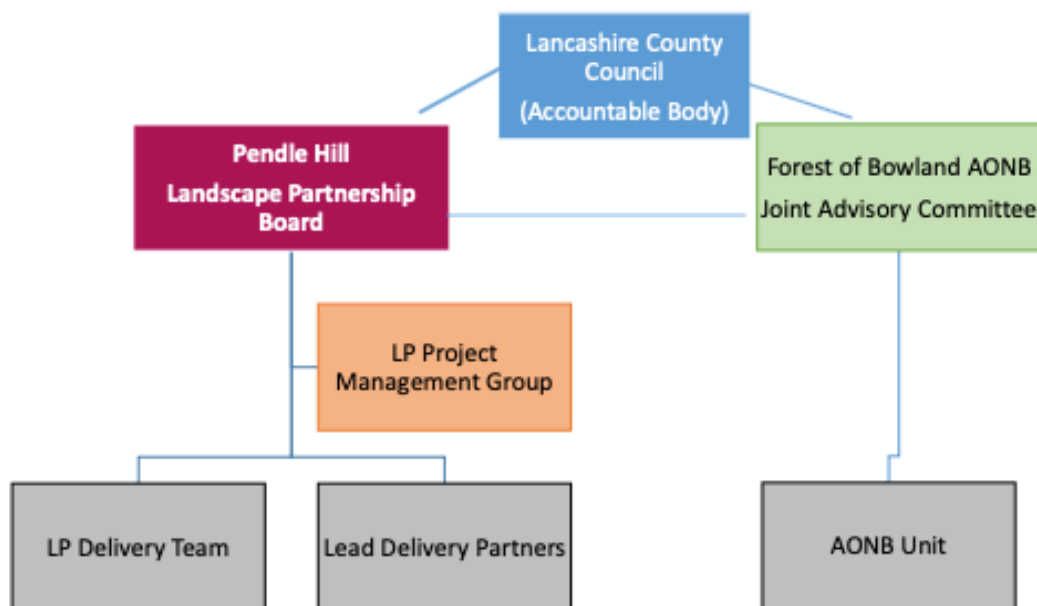 Lancashire County
Council
(Accountable Body)
Pendle Hill
Landscape Partnership
Board
Forest of Bowland AONB
Joint Advisory Committee
LP Project
Management Group
LP Delivery Team
Lead Delivery Partners
AONB Unit